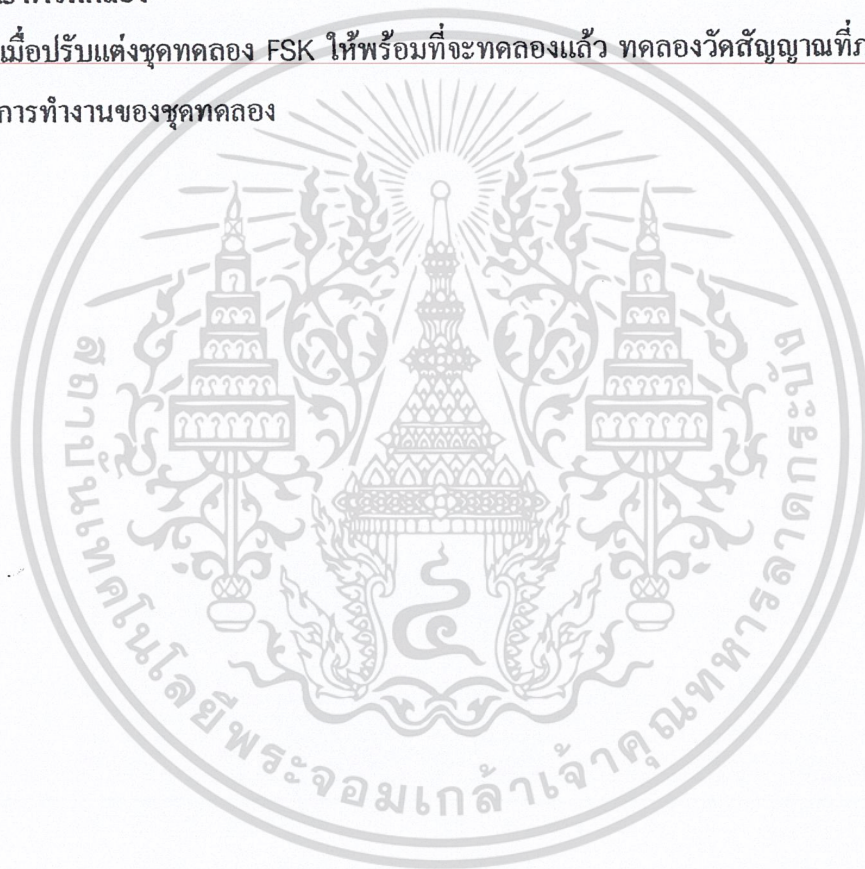 เมื่อปรับแต่งชุดทดลอง FSK ให้พร้อมที่จะทดลองแล้ว ทดลองวัดสัญญาณที่
การทำงานของชุดทดลอง
สถาบันเทคโนโลยีพระจอมเกล้าเจ้าคุณทหารลาดกระบัง